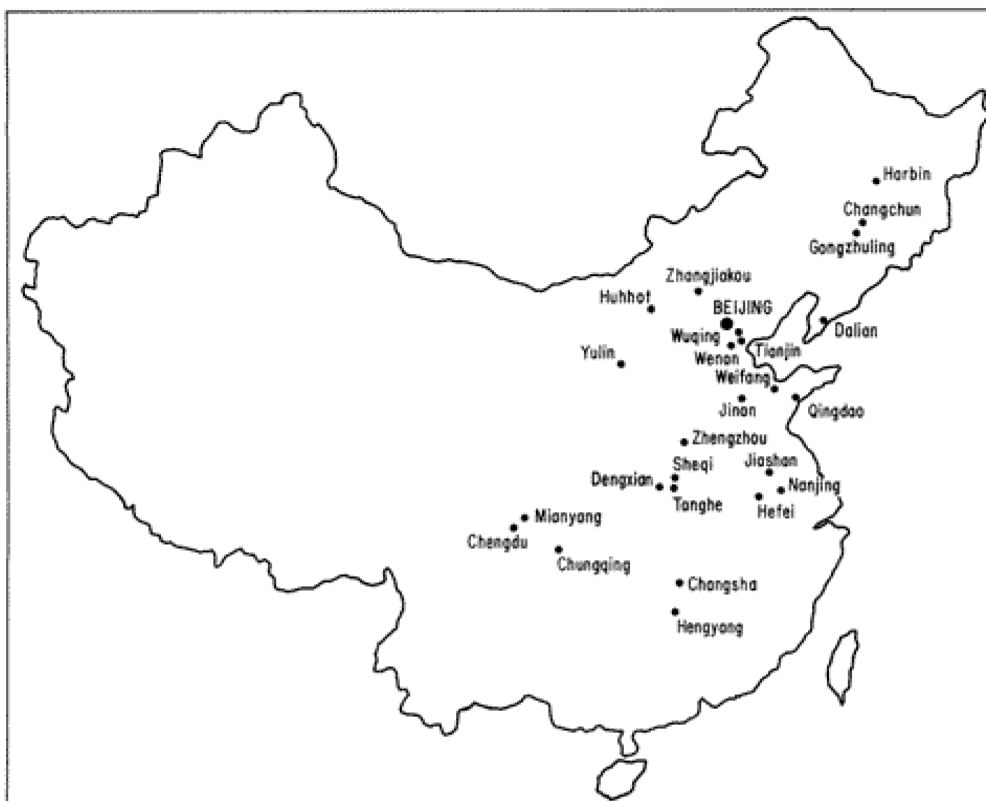 Harbin
Changchun
Gongzhuling
Zhangjiakou
Huhhot
BEIJING
Dalian
Wuqing
Tianjin
Wenan
Yulin
Weifang
Jinan
Qingdao
Zhengzhou
Sheqi
Jiashan
Dengxian
Nanjing
Tanghe
Hefei
Mianyang
Chengdu
Chungqing
Changsha
Hengyang